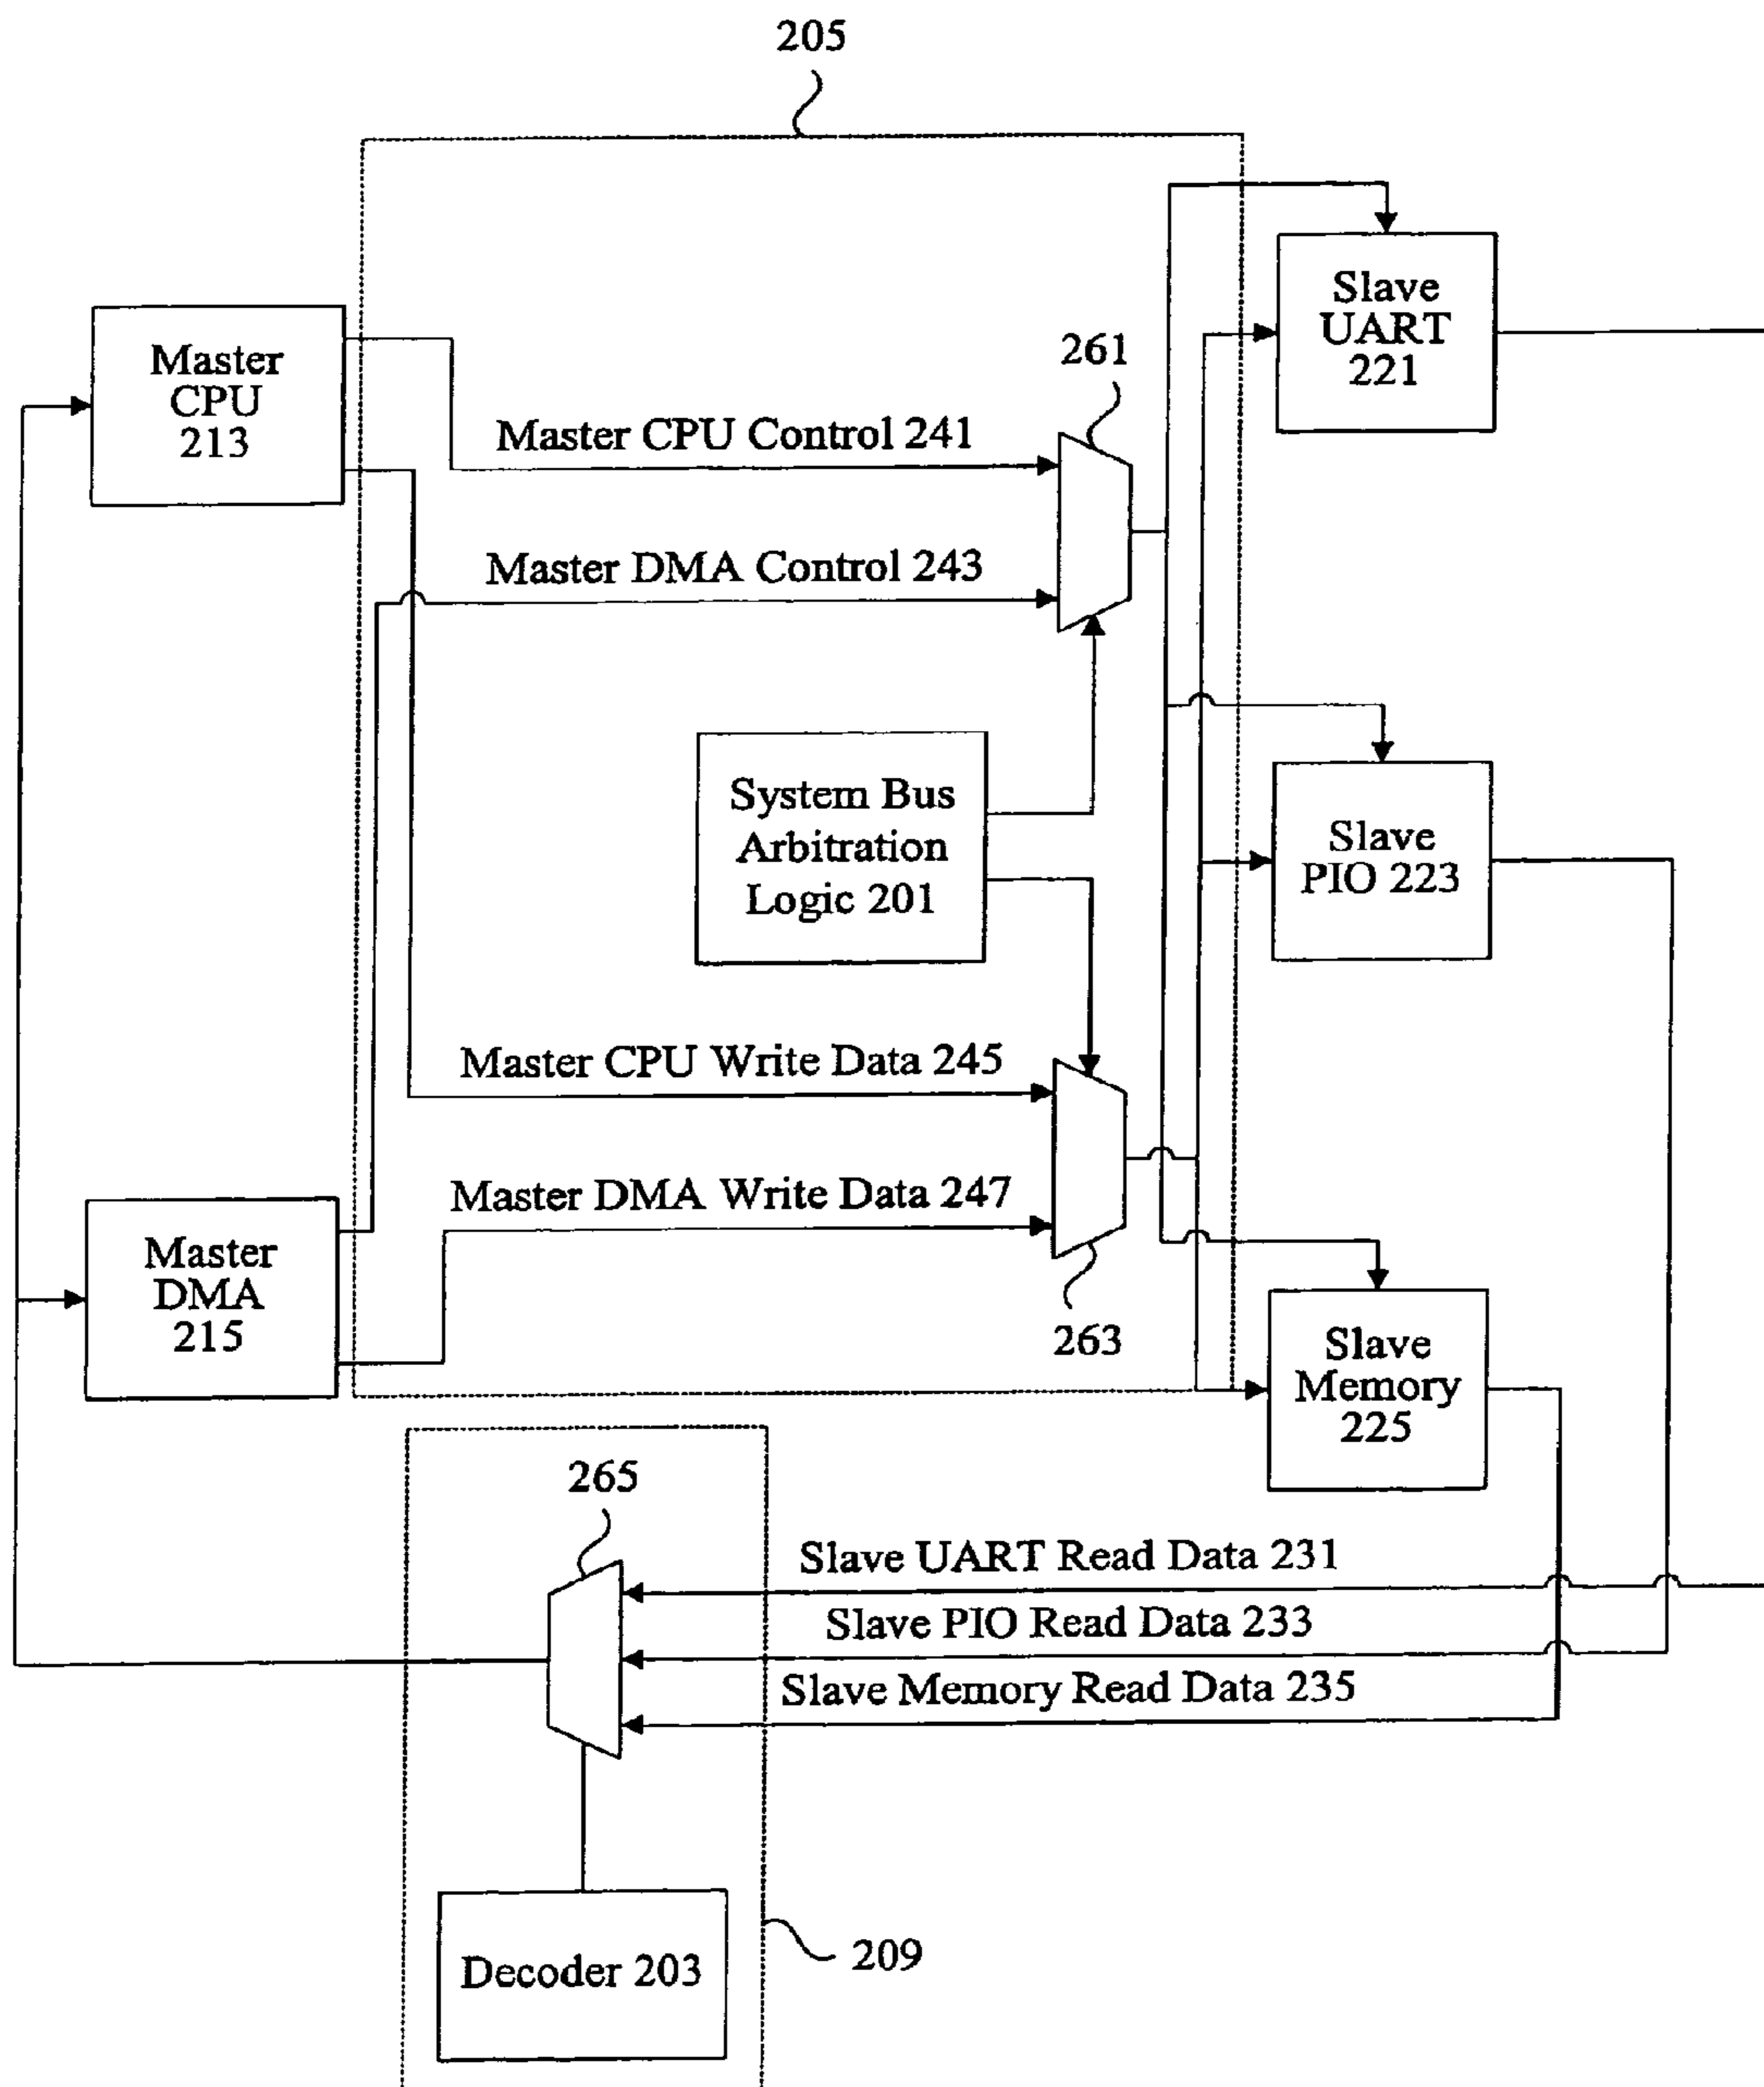 205
Slave
UART
221
261
Master
CPU
213
Master CPU Control 241
Master DMA Control 243
System Bus
Arbitration
Logic 201
Slave
PIO 223
Master CPU Write Data 245
Master DMA Write Data 247
Master
DMA
215
263
Slave
Memory
225
265
Slave UART Read Data 231
Slave PIO Read Data 233
Slave Memory Read Data 235
Decoder 203
209